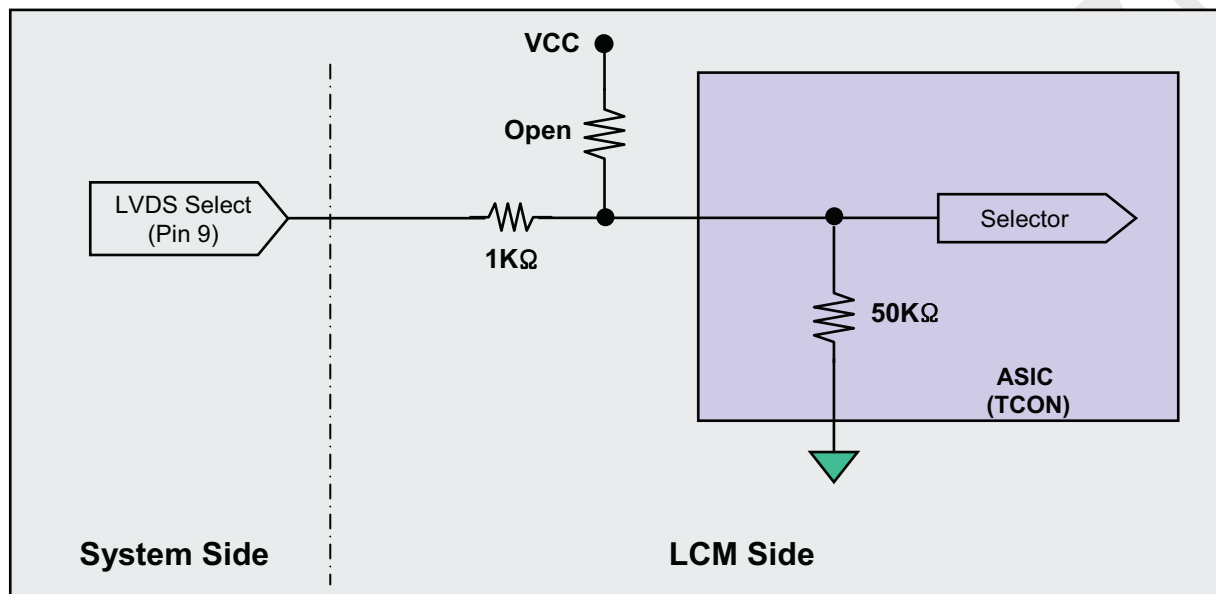 VCC
Open
LVDS Select
(Pin 9)
1KΩ
Selector
50KΩ
ASIC
(TCON)
System Side
LCM Side